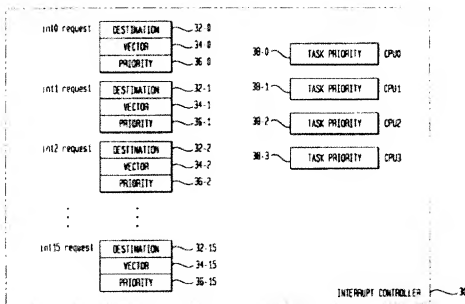 int0 request DESTINATION 32-0
VECTOR 34-0
PRIORITY 36-0
int1 request DESTINATION 32-1
VECTOR 34-1
PRIORITY 36-1
int2 request DESTINATION 32-2
VECTOR 34-2
PRIORITY 36-2
int15 request DESTINATION 32-15
VECTOR 34-15
PRIORITY 36-15
38-0 TASK PRIORITY CPU0
38-1 TASK PRIORITY CPU1
38-2 TASK PRIORITY CPU2
38-3 TASK PRIORITY CPU3
INTERRUPT CONTROLLER